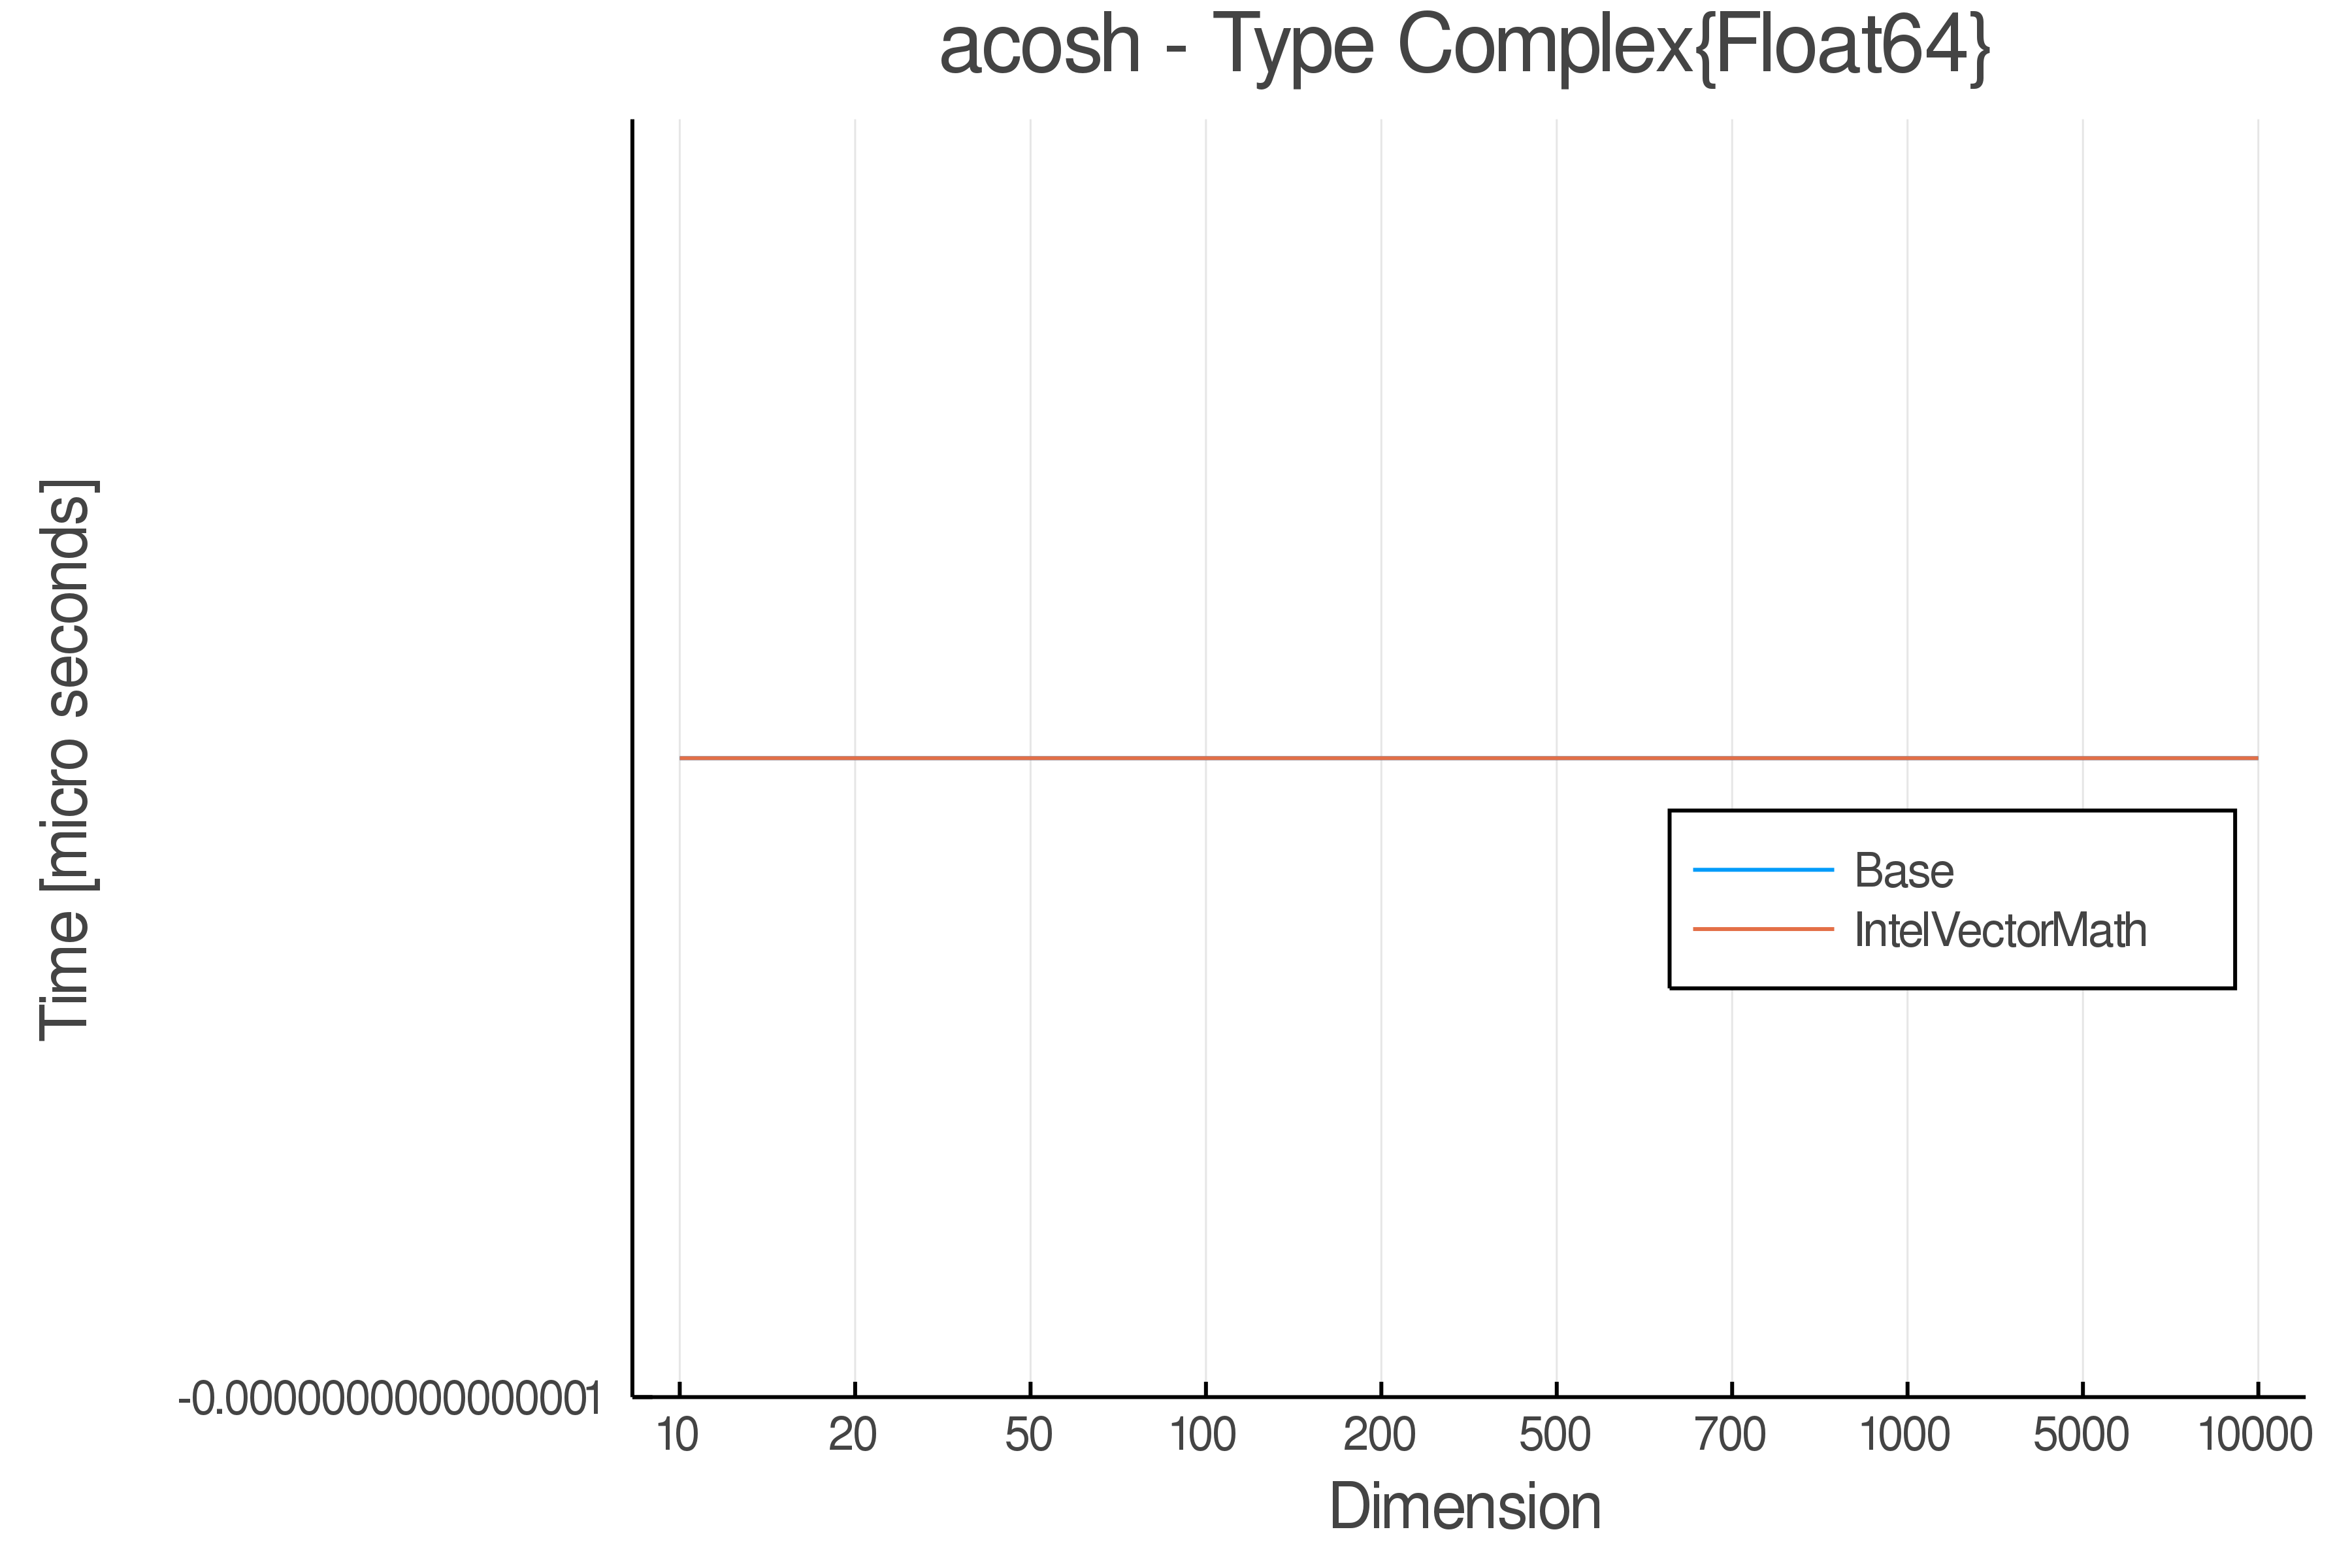 acosh - Type Complex{Float64}
Time [micro seconds]
Base
IntelVectorMath
-0.0000000000000001
10 20 50 100 200 500 700 1000 5000 10000
Dimension